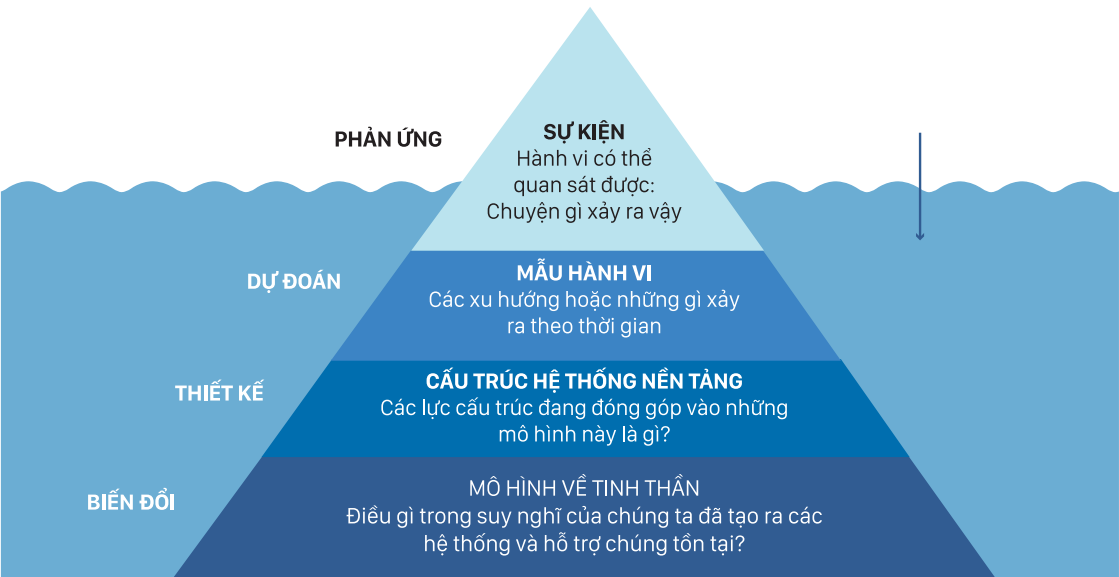 PHẢN ỨNG
SỰ KIỆN
Hành vi có thể
quan sát được:
Chuyện gì xảy ra vậy
DỰ ĐOÁN
MẪU HÀNH VI
Các xu hướng hoặc những gì xảy
ra theo thời gian
THIẾT KẾ
CẤU TRÚC HỆ THỐNG NỀN TẢNG
Các lực cấu trúc đang đóng góp vào những
mô hình này là gì?
BIẾN ĐỔI
MÔ HÌNH VỀ TINH THẦN
Điều gì trong suy nghĩ của chúng ta đã tạo ra các
hệ thống và hỗ trợ chúng tồn tại?